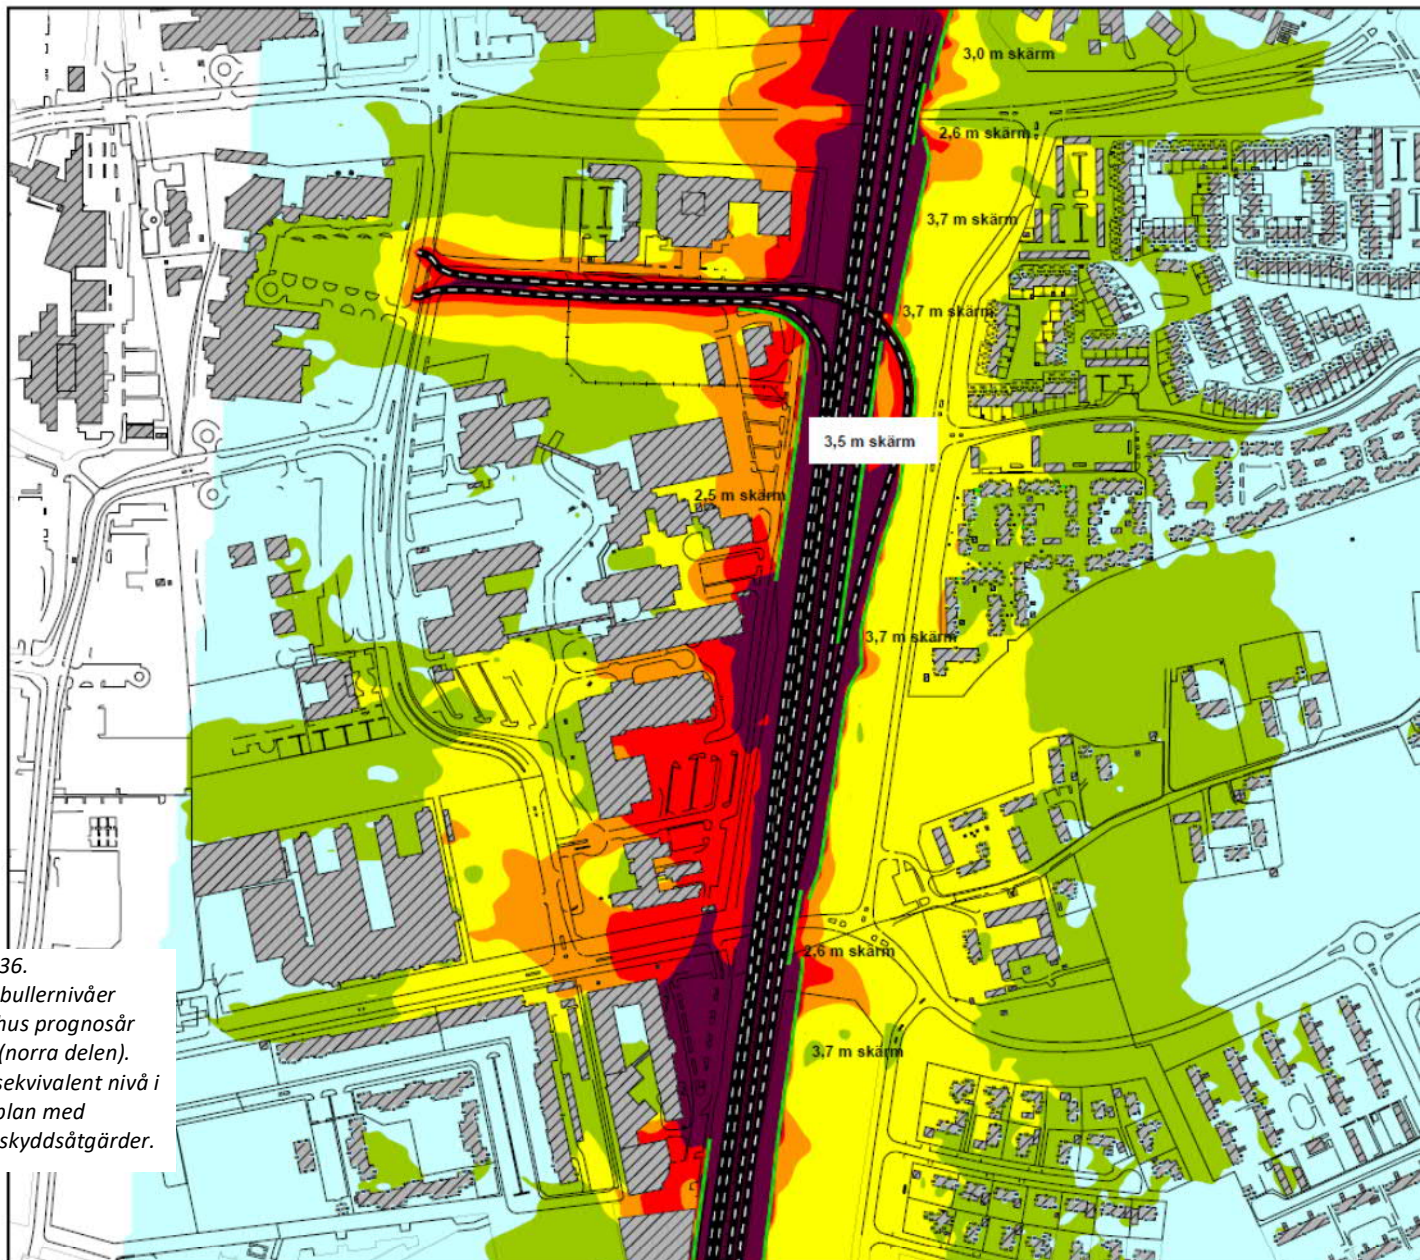 3,0 m skärm
2,6 m skärm
3,7 m skärm
3,7 m skärm
3,5 m skärm
2,5 m skärm
3,7 m skärm
2,6 m skärm
3,7 m skärm
36.
bullernivåer
hus prognosår
(norra delen).
sekvivalent nivå i
plan med
skyddsåtgärder.